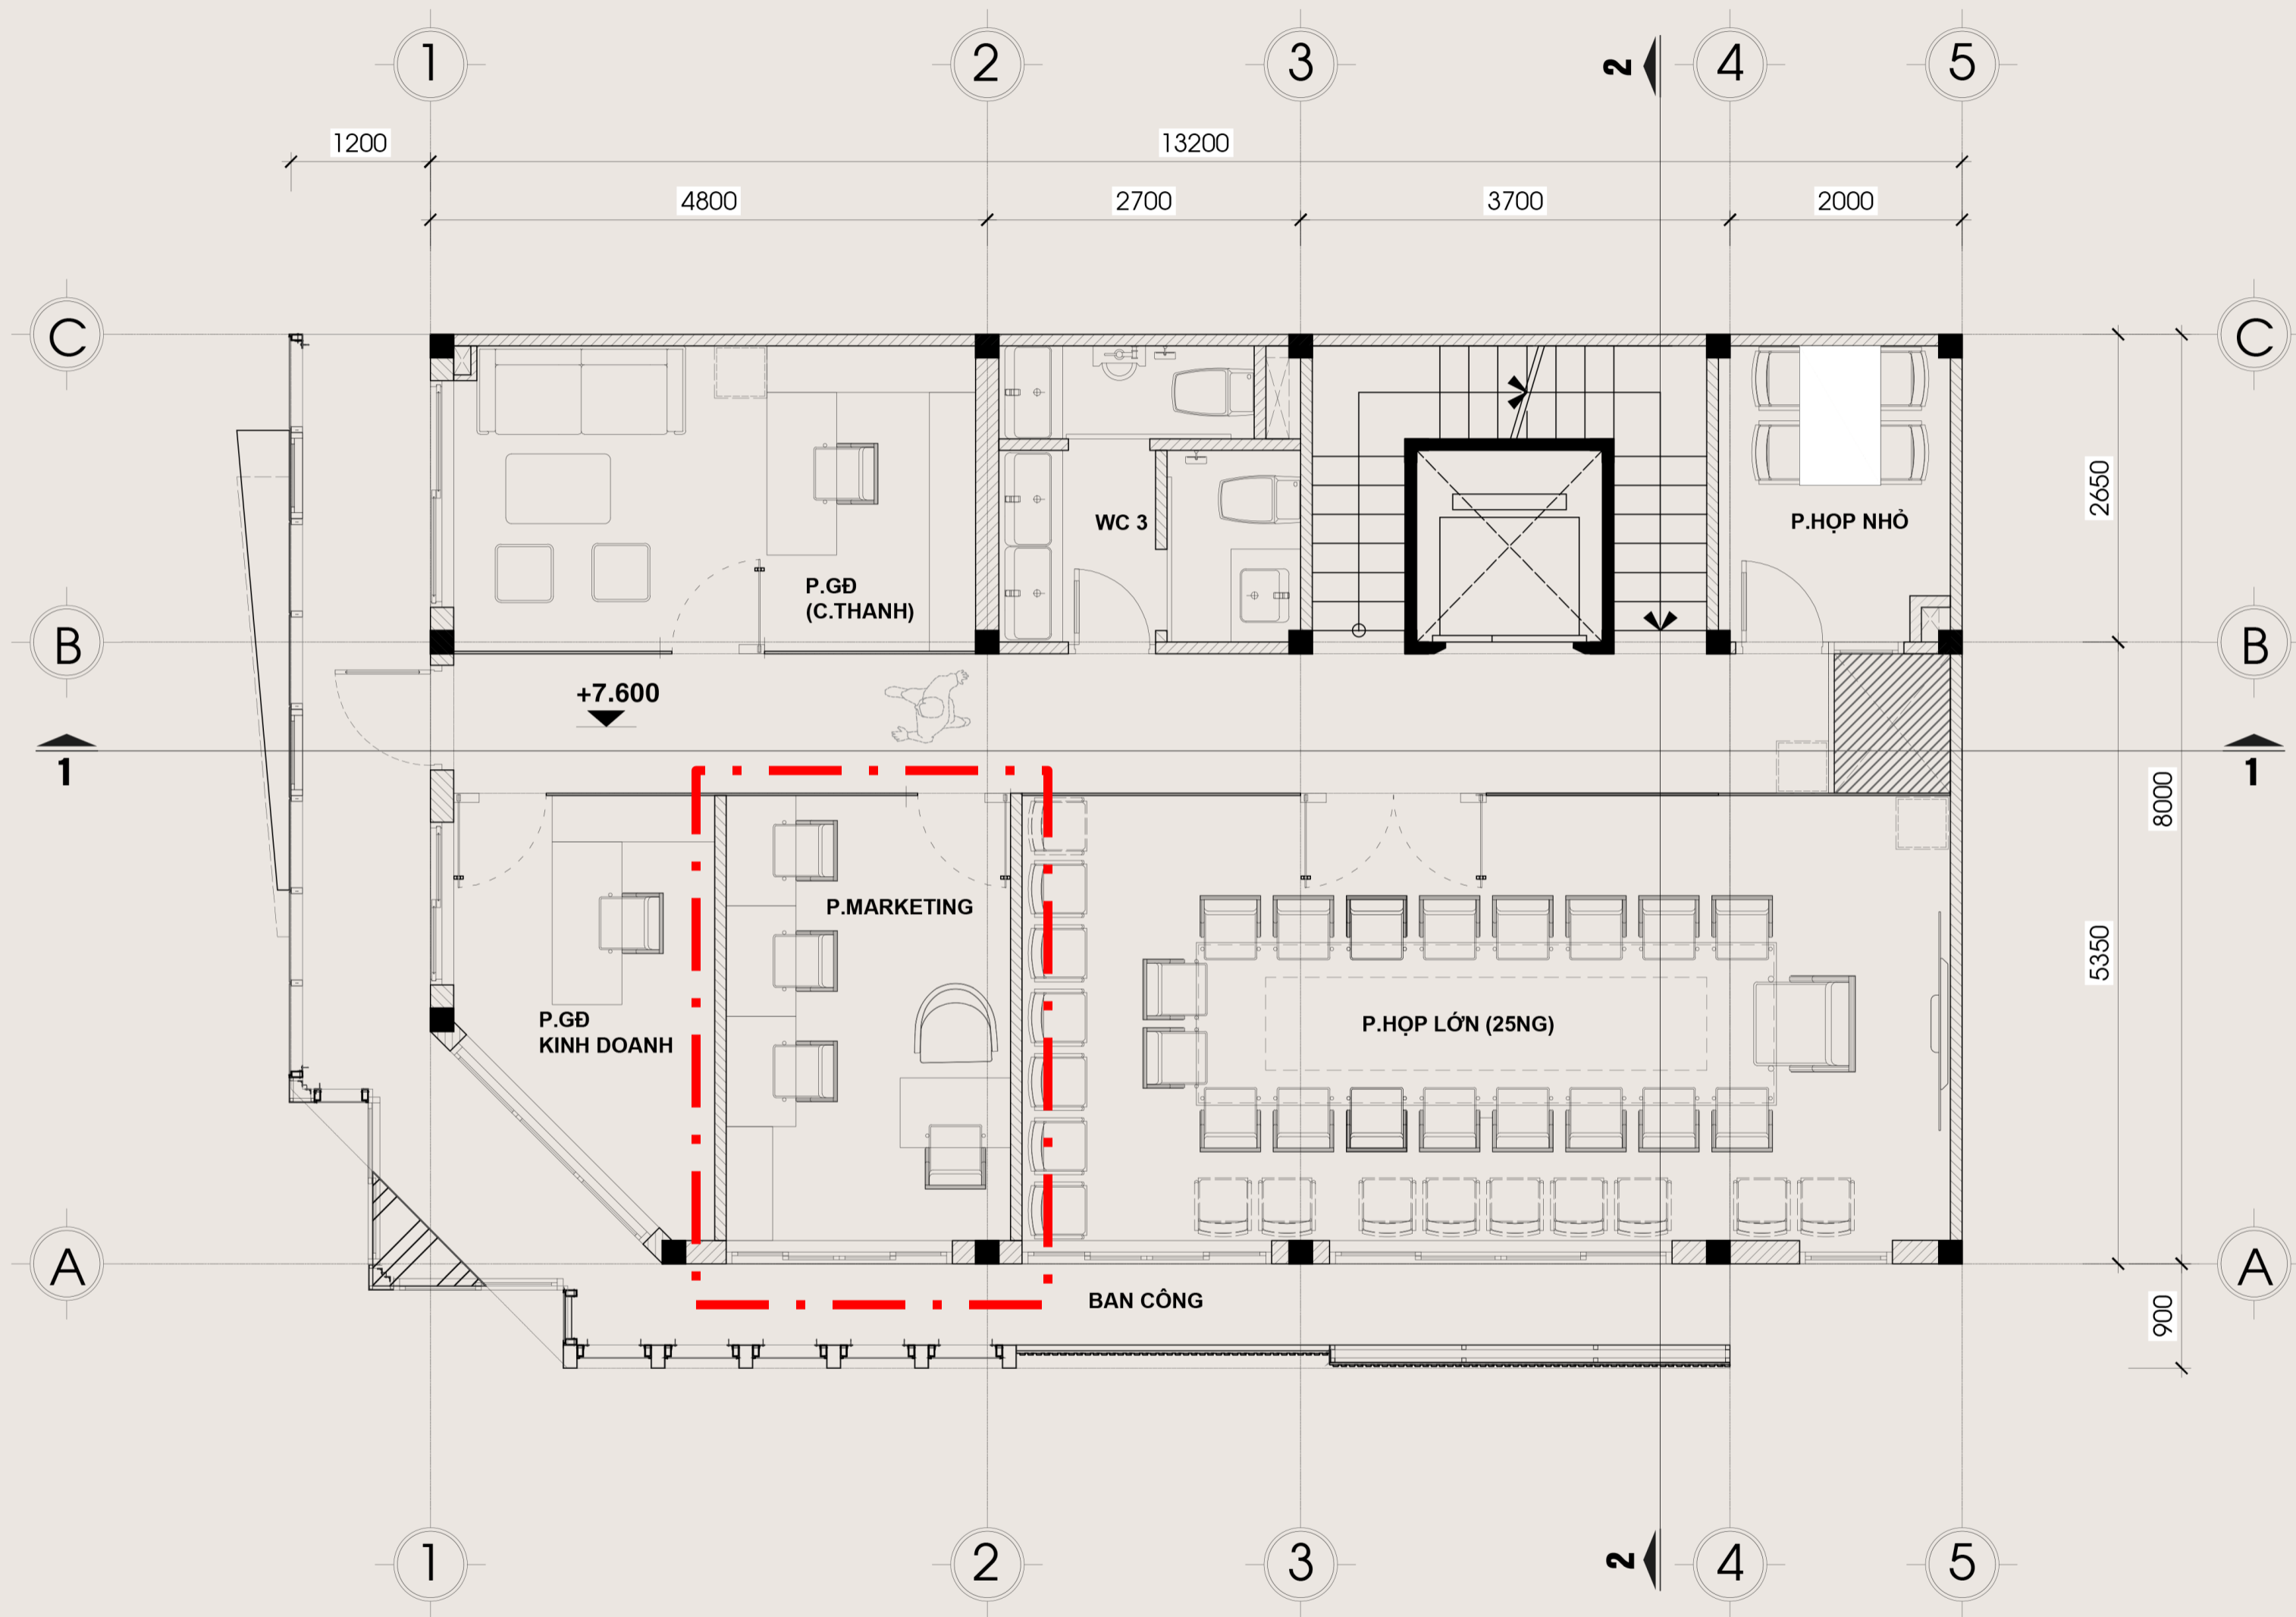 1 2 3 2 4 5
1200 13200
4800 2700 3700 2000
C C
2650
WC 3
P.HỌP NHỎ
P.GĐ
(C.THANH)
B B
+7.600
1 1
8000
P.MARKETING
5350
P.GĐ
KINH DOANH
P.HỌP LỚN (25NG)
A A
BAN CÔNG
900
1 2 3 2 4 5